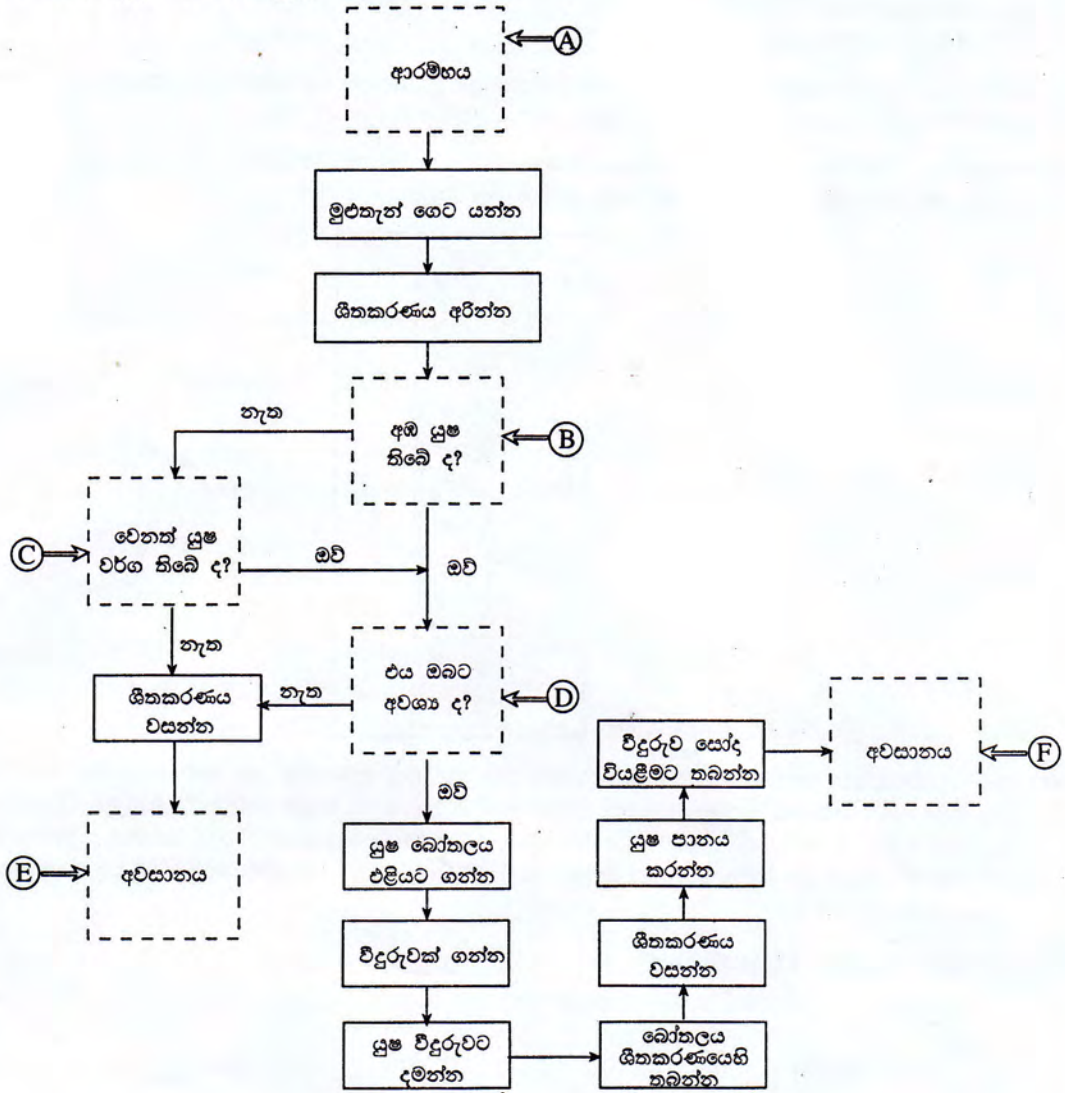 Ⓐ
ආරම්භය
මුළුතැන් ගෙට යන්න
ශීතකරණය අරින්න
නැත
අඹ යුෂ
තිබේ ද?
Ⓑ
Ⓒ
වෙනත් යුෂ
වර්ග තිබේ ද?
ඔව්
ඔව්
නැත
එය ඔබට
අවශ්‍ය ද?
Ⓓ
නැත
ශීතකරණය
වසන්න
ඔව්
වීදුරුව සෝදා
වියළීමට තබන්න
අවසානය
Ⓕ
Ⓔ
අවසානය
යුෂ බෝතලය
එළියට ගන්න
යුෂ පානය
කරන්න
වීදුරුවක් ගන්න
ශීතකරණය
වසන්න
යුෂ වීදුරුවට
දමන්න
බෝතලය
ශීතකරණයෙහි
තබන්න